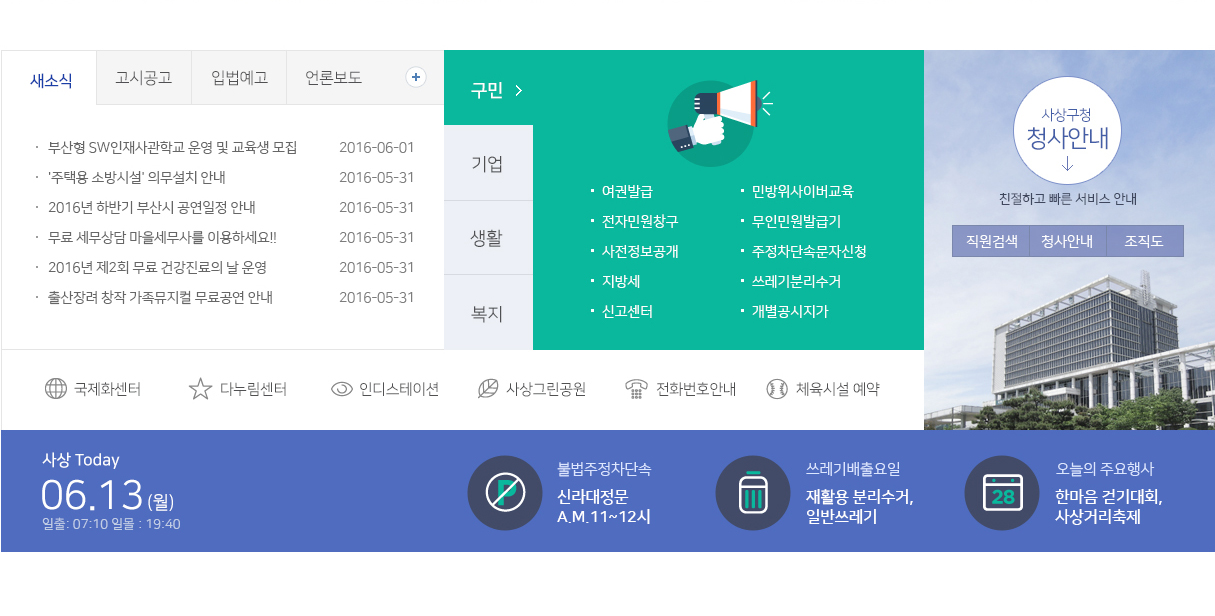 새소식
고시공고
입법예고
언론보도
· 부산형 SW인재사관학교 운영 및 교육생 모집 2016-06-01
· '주택용 소방시설' 의무설치 안내 2016-05-31
· 2016년 하반기 부산시 공연일정 안내 2016-05-31
· 무료 세무상담 마을세무사를 이용하세요!! 2016-05-31
· 2016년 제2회 무료 건강진료의 날 운영 2016-05-31
· 출산장려 창작 가족뮤지컬 무료공연 안내 2016-05-31
구민
기업
생활
복지
· 여권발급
· 전자민원창구
· 사전정보공개
· 지방세
· 신고센터
· 민방위사이버교육
· 무인민원발급기
· 주정차단속문자신청
· 쓰레기분리수거
· 개별공시지가
사상구청
청사안내
친절하고 빠른 서비스 안내
직원검색
청사안내
조직도
국제화센터
다누림센터
인디스테이션
사상그린공원
전화번호안내
체육시설 예약
사상 Today
06.13 (월)
일출: 07:10 일몰 : 19:40
P
불법주정차단속
신라대정문
A.M.11~12시
쓰레기배출요일
재활용 분리수거,
일반쓰레기
28
오늘의 주요행사
한마음 걷기대회,
사상거리축제